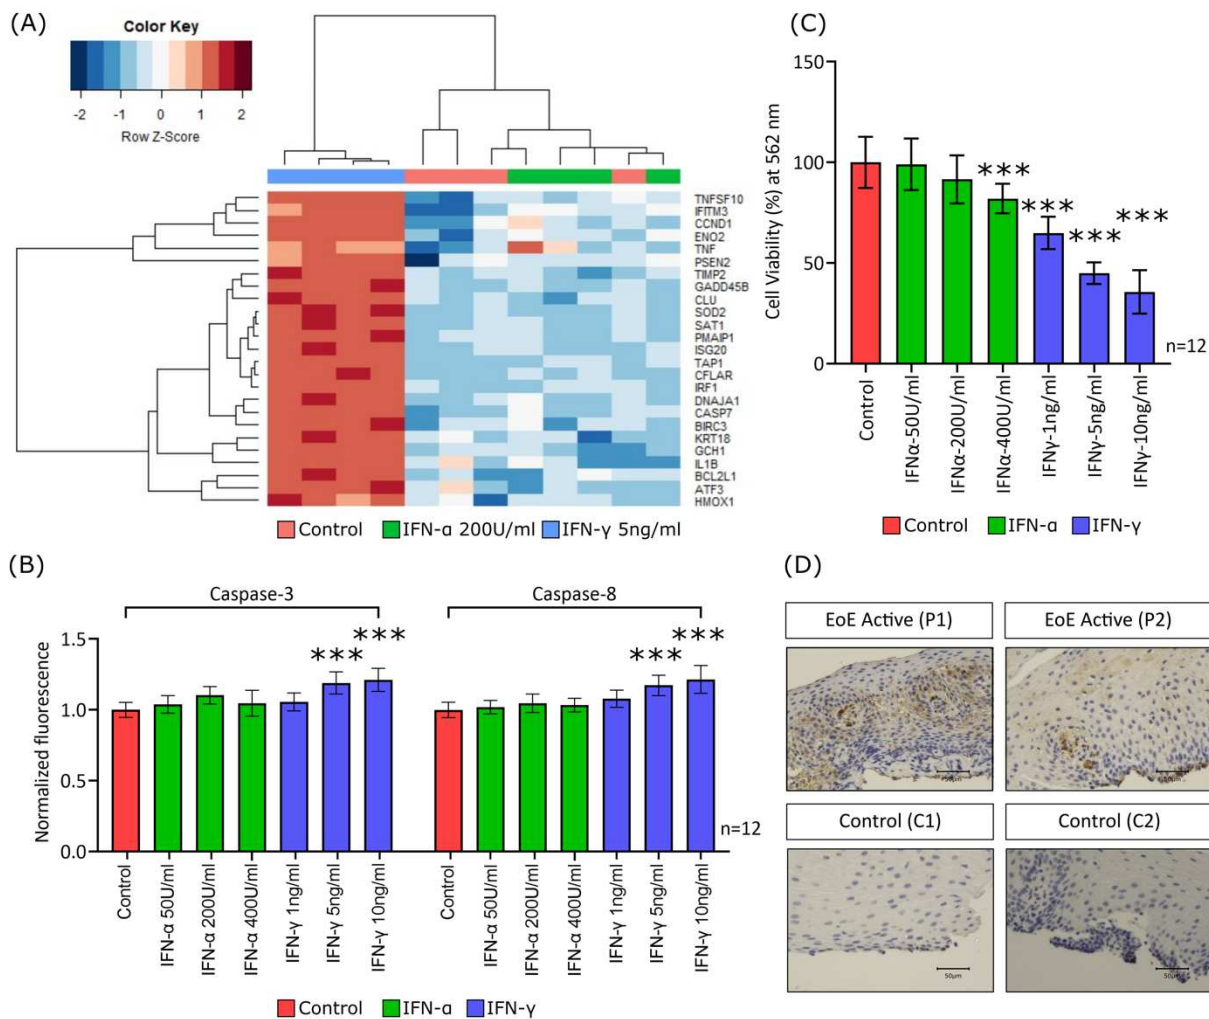 (A)
Color Key
-2 -1 0 1 2
Row Z-Score
TNFSF10
IFITM3
CCND1
ENO2
TNF
PSEN2
TIMP2
GADD45B
CLU
SOD2
SAT1
PMAIP1
ISG20
TAP1
CFLAR
IRF1
DNAJA1
CASP7
BIRC3
KRT18
GCH1
IL1B
BCL2L1
ATF3
HMOX1
Control IFN-α 200U/ml IFN-γ 5ng/ml
(B)
Caspase-3
Caspase-8
Normalized fluorescence
1.5
1.0
0.5
0.0
*** ***
*** ***
n=12
Control
IFN-α 50U/ml
IFN-α 200U/ml
IFN-α 400U/ml
IFN-γ 1ng/ml
IFN-γ 5ng/ml
IFN-γ 10ng/ml
Control
IFN-α 50U/ml
IFN-α 200U/ml
IFN-α 400U/ml
IFN-γ 1ng/ml
IFN-γ 5ng/ml
IFN-γ 10ng/ml
Control IFN-α IFN-γ
(C)
Cell Viability (%) at 562 nm
150
100
50
0
*** *** *** ***
n=12
Control
IFNα-50U/ml
IFNα-200U/ml
IFNα-400U/ml
IFNγ-1ng/ml
IFNγ-5ng/ml
IFNγ-10ng/ml
Control IFN-α IFN-γ
(D)
EoE Active (P1)
EoE Active (P2)
50µm
50µm
Control (C1)
Control (C2)
50µm
50µm